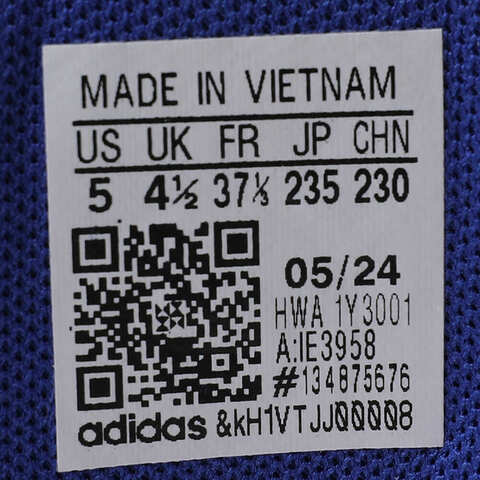 MADE IN VIETNAM
US UK FR JP CHN
5 4½ 37⅓ 235 230
05/24
HWA 1Y3001
A:IE3958
#134875676
adidas &kH1VTJJ00008